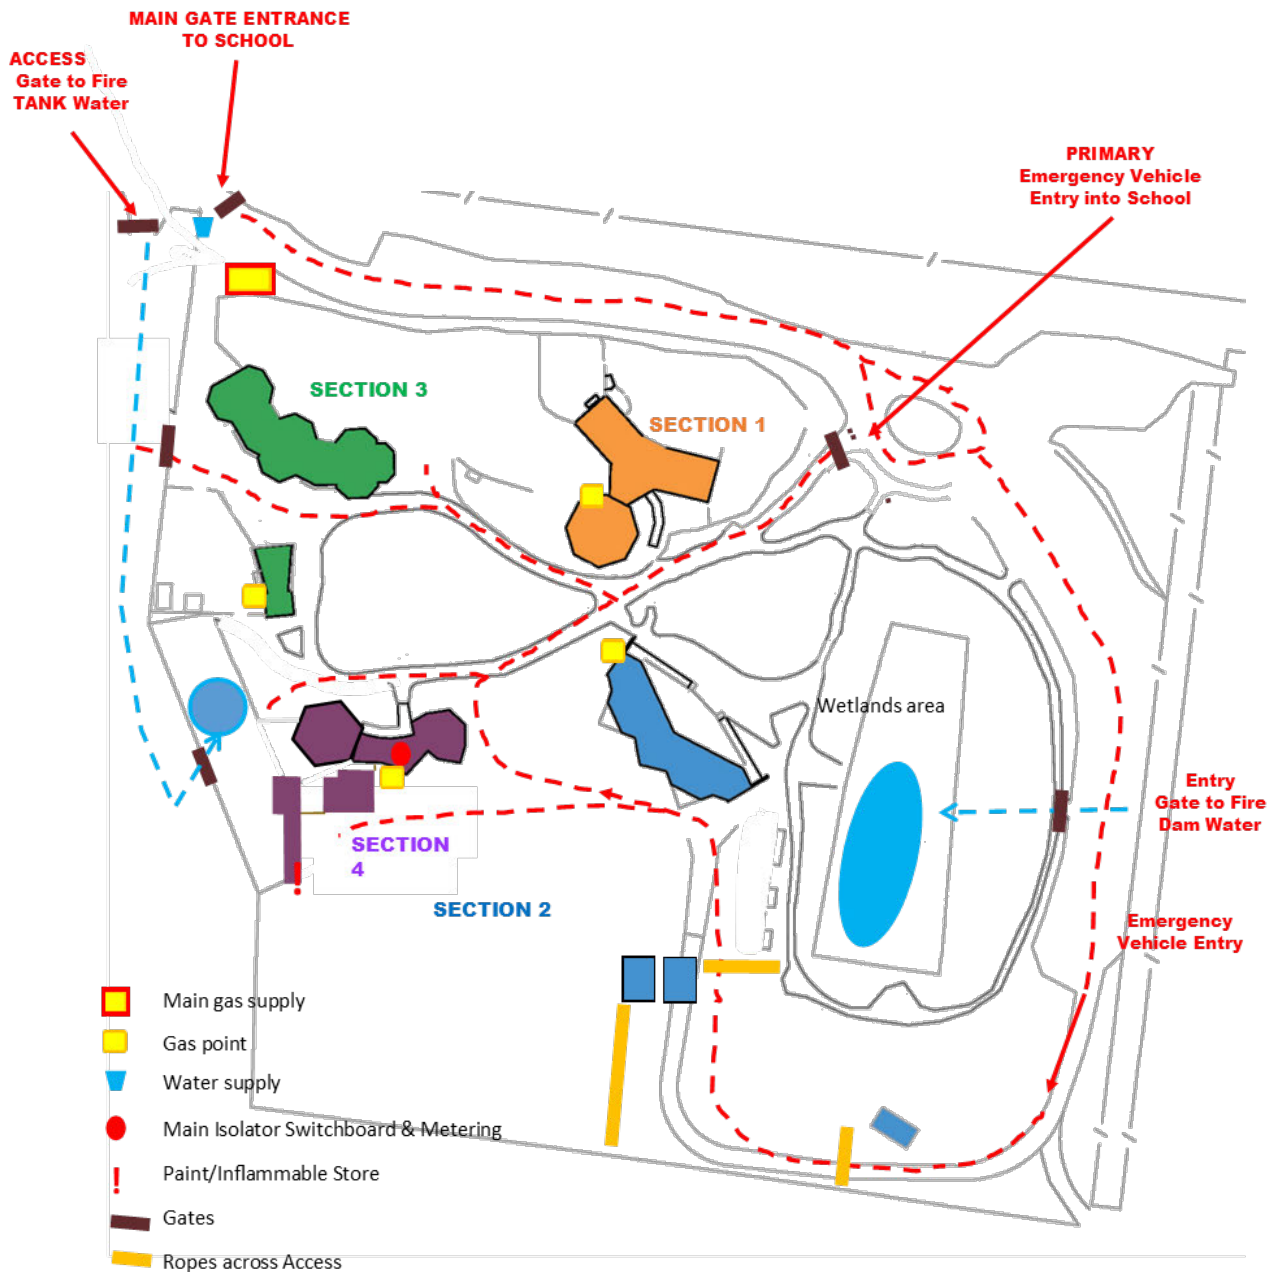 MAIN GATE ENTRANCE
TO SCHOOL
ACCESS
Gate to Fire
TANK Water
PRIMARY
Emergency Vehicle
Entry into School
SECTION 3
SECTION 1
Wetlands area
Entry
Gate to Fire
Dam Water
SECTION
4
SECTION 2
Emergency
Vehicle Entry
Main gas supply
Gas point
Water supply
Main Isolator Switchboard & Metering
! Paint/Inflammable Store
Gates
Ropes across Access